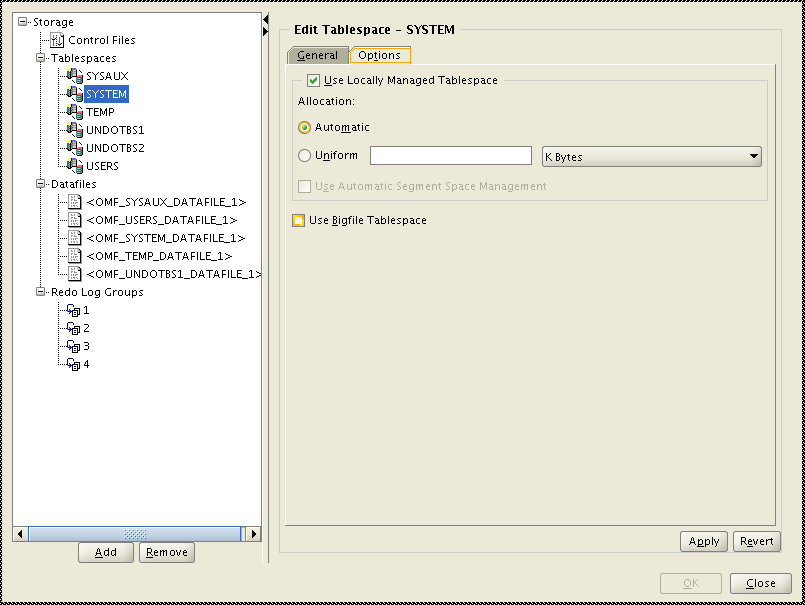 Storage
Control Files
Tablespaces
SYSAUX
SYSTEM
TEMP
UNDOTBS1
UNDOTBS2
USERS
Datafiles
<OMF_SYSAUX_DATAFILE_1>
<OMF_USERS_DATAFILE_1>
<OMF_SYSTEM_DATAFILE_1>
<OMF_TEMP_DATAFILE_1>
<OMF_UNDOTBS1_DATAFILE_1>
Redo Log Groups
1
2
3
4
Add Remove
Edit Tablespace - SYSTEM
General Options
Use Locally Managed Tablespace
Allocation:
Automatic
Uniform K Bytes
Use Automatic Segment Space Management
Use Bigfile Tablespace
Apply Revert
OK Close